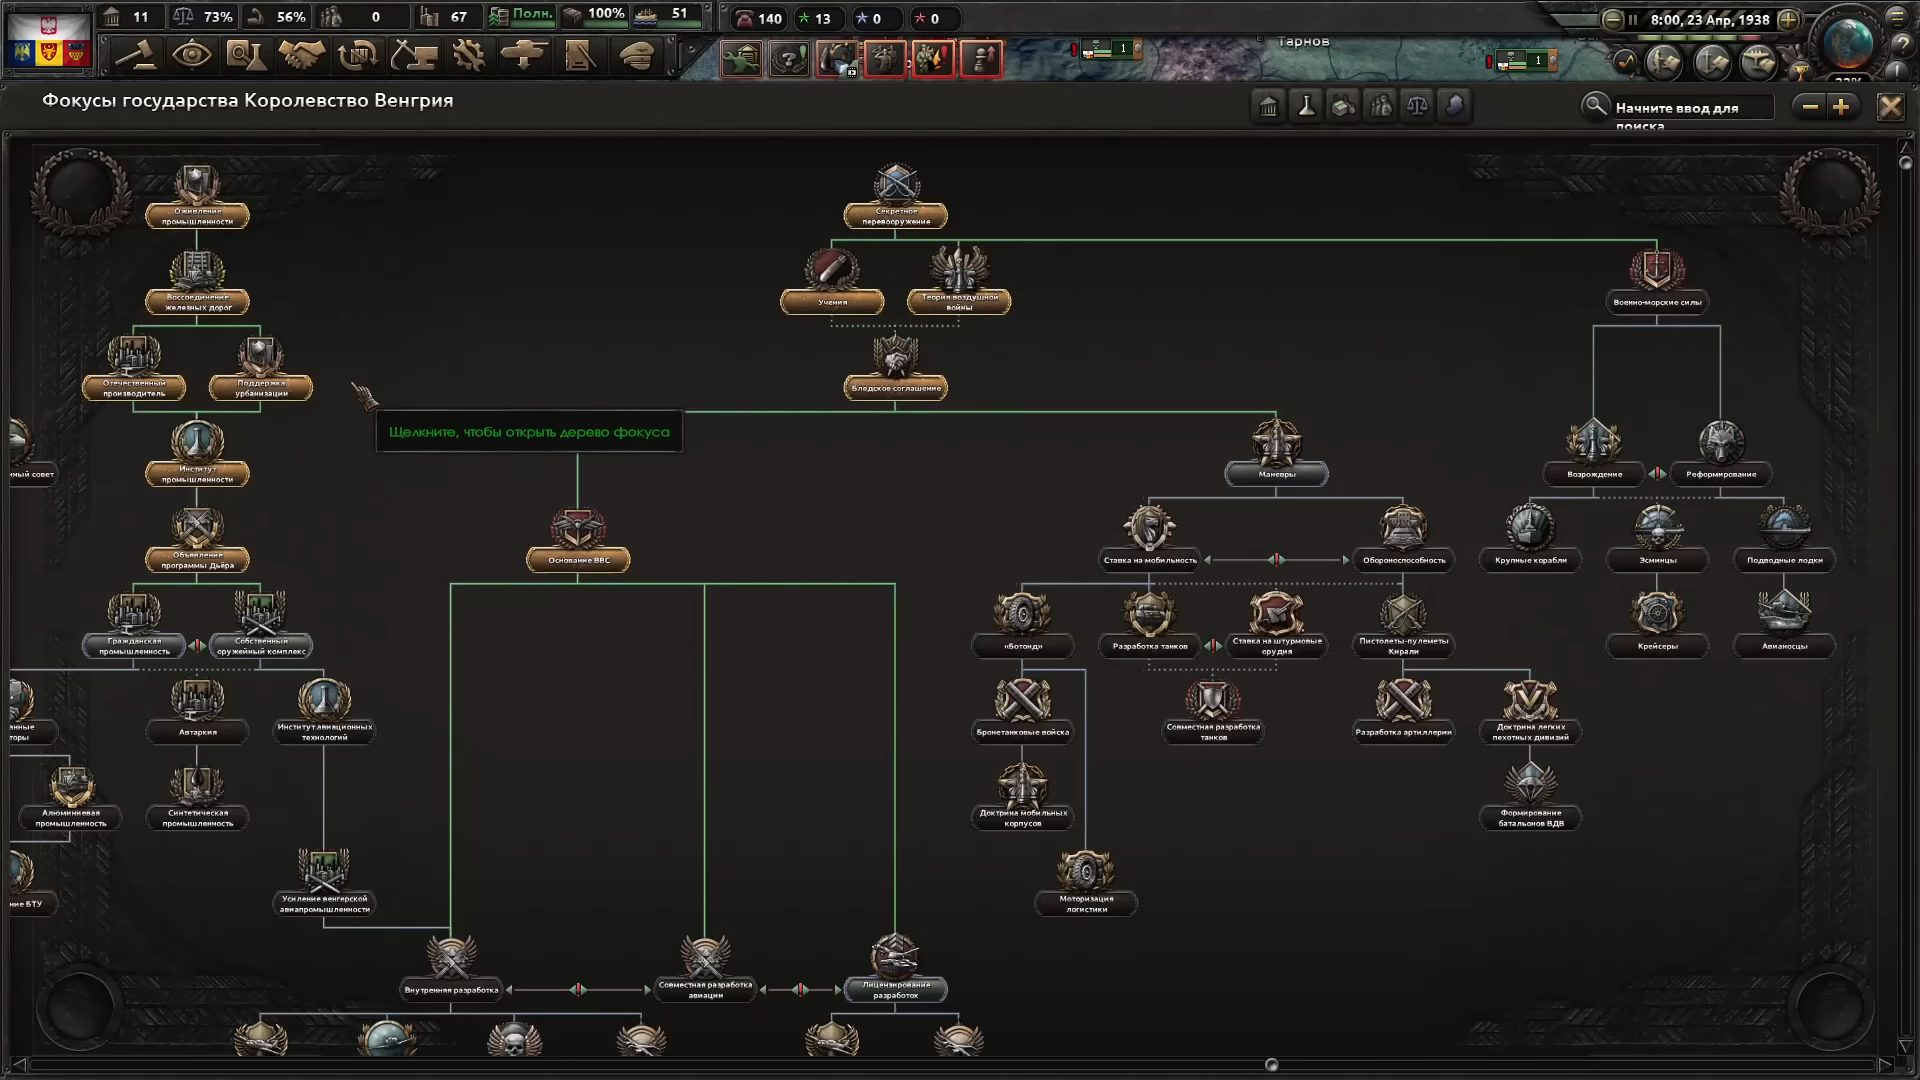 11
73%
56%
0
67
Полн.
100%
51
140
13
0
0
8:00, 23 Апр, 1938
Тарнов
1
1
Фокусы государства Королевство Венгрия
Начните ввод для
поиска
Оживление
промышленности
Секретное
перевооружение
Воссоединение
железных дорог
Учения
Теория воздушной
войны
Военно-морские силы
Отечественный
производитель
Поддержка
урбанизации
Бледское соглашение
Щелкните, чтобы открыть дерево фокуса
Институт
промышленности
Маневры
Возрождение
Реформирование
Объявление
программы Дьёра
Основание ВВС
Ставка на мобильность
Обороноспособность
Крупные корабли
Эсминцы
Подводные лодки
Гражданская
промышленность
Собственный
оружейный комплекс
«Ботонд»
Разработка танков
Ставка на штурмовые
орудия
Пистолеты-пулеметы
Кирали
Крейсеры
Авианосцы
Автаркия
Институт авиационных
технологий
Бронетанковые войска
Совместная разработка
танков
Разработка артиллерии
Доктрина легких
пехотных дивизий
Алюминиевая
промышленность
Синтетическая
промышленность
Доктрина мобильных
корпусов
Формирование
батальонов ВДВ
Усиление венгерской
авиапромышленности
Моторизация
логистики
Внутренняя разработка
Совместная разработка
авиации
Лицензирование
разработок